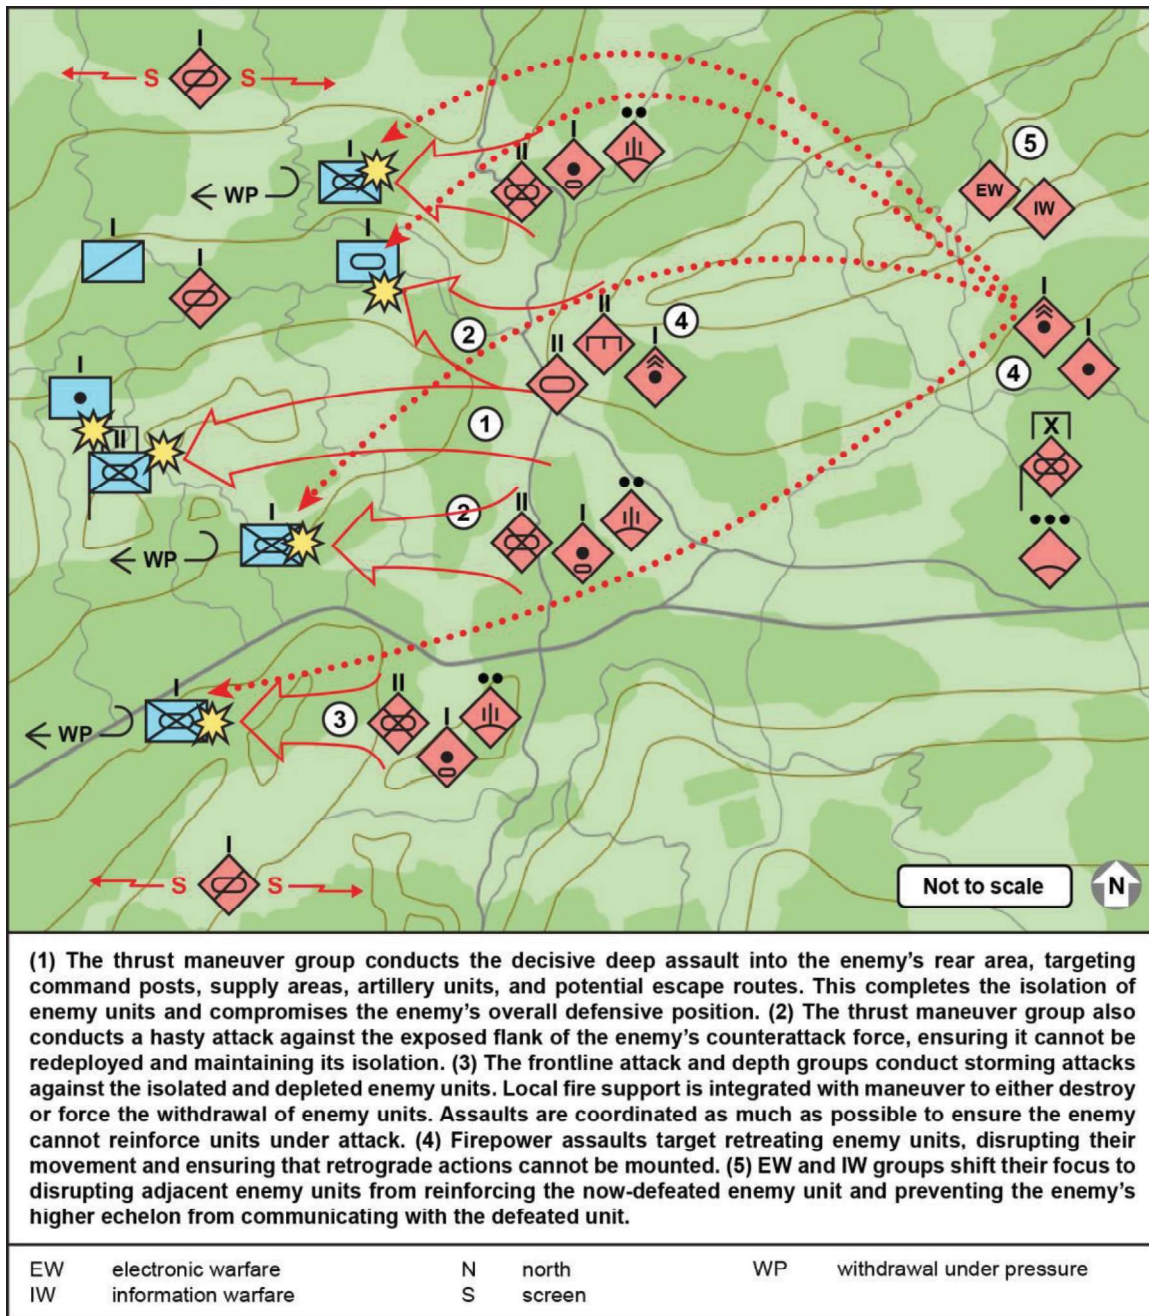 S S
EW
5
IW
WP
2
4
4
1
X
2
WP
3
WP
S S
Not to scale
N
(1) The thrust maneuver group conducts the decisive deep assault into the enemy's rear area, targeting
command posts, supply areas, artillery units, and potential escape routes. This completes the isolation of
enemy units and compromises the enemy's overall defensive position. (2) The thrust maneuver group also
conducts a hasty attack against the exposed flank of the enemy's counterattack force, ensuring it cannot be
redeployed and maintaining its isolation. (3) The frontline attack and depth groups conduct storming attacks
against the isolated and depleted enemy units. Local fire support is integrated with maneuver to either destroy
or force the withdrawal of enemy units. Assaults are coordinated as much as possible to ensure the enemy
cannot reinforce units under attack. (4) Firepower assaults target retreating enemy units, disrupting their
movement and ensuring that retrograde actions cannot be mounted. (5) EW and IW groups shift their focus to
disrupting adjacent enemy units from reinforcing the now-defeated enemy unit and preventing the enemy's
higher echelon from communicating with the defeated unit.
EW electronic warfare N north WP withdrawal under pressure
IW information warfare S screen